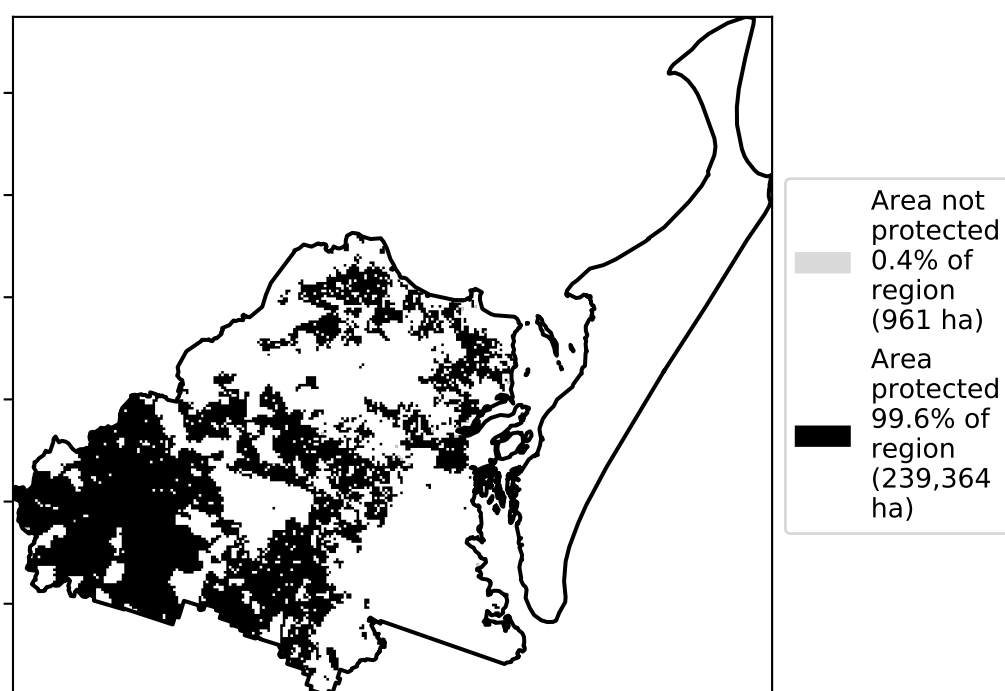 Area not
protected
0.4% of
region
(961 ha)
Area
protected
99.6% of
region
(239,364
ha)